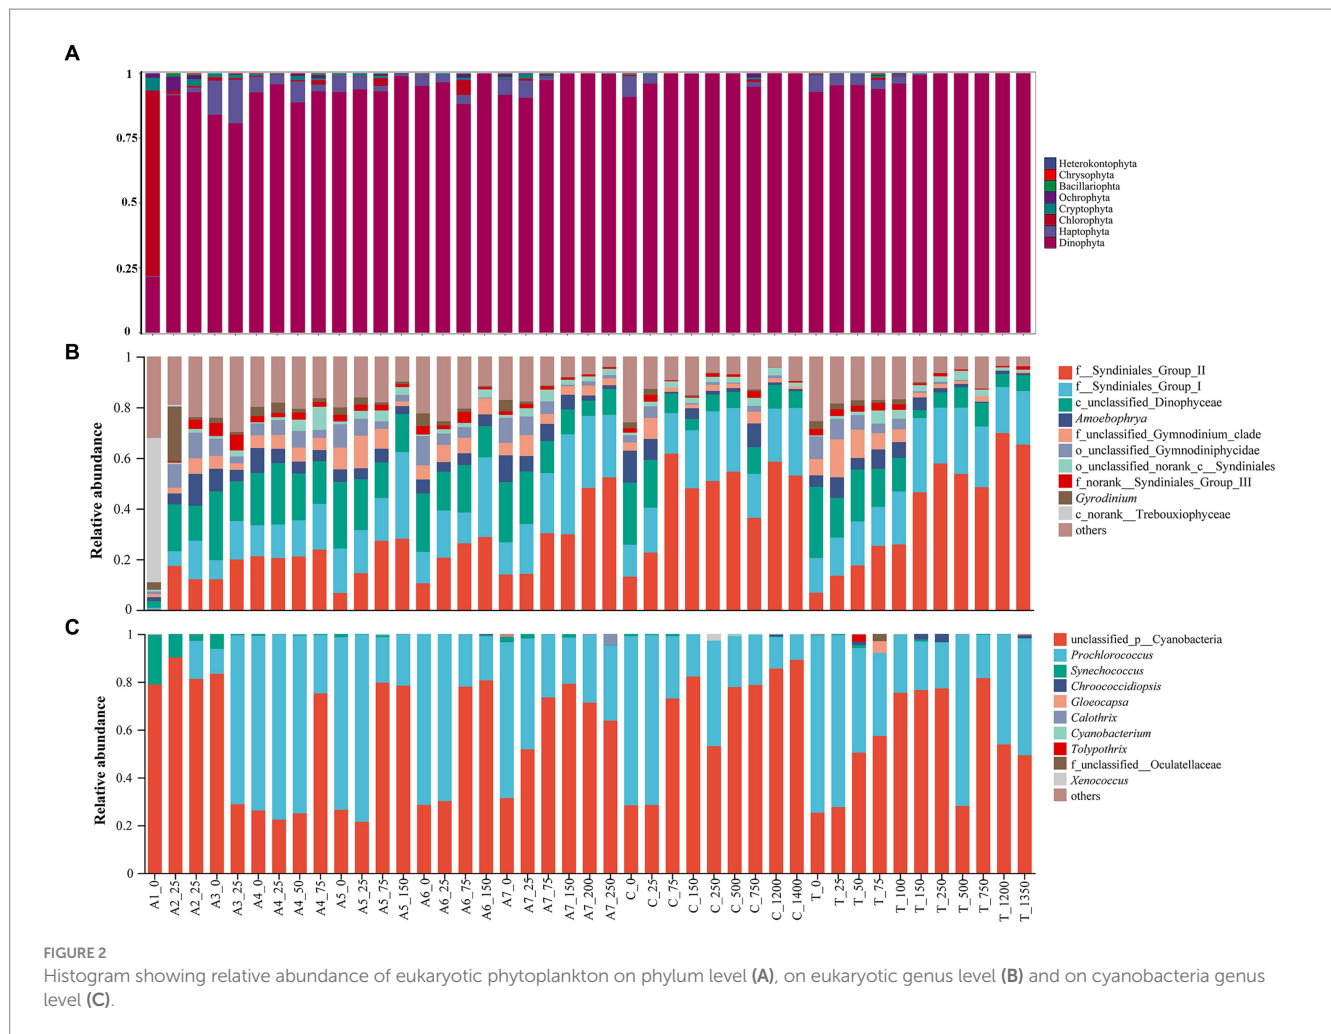 A
1
0.75
0.5
0.25
0
Heterokontophyta
Chrysophyta
Bacillariophta
Ochrophyta
Cryptophyta
Chlorophyta
Haptophyta
Dinophyta
B
Relative abundance
1
0.8
0.6
0.4
0.2
0
f__Syndiniales_Group_II
f__Syndiniales_Group_I
c_unclassified_Dinophyceae
Amoebophrya
f_unclassified_Gymnodinium_clade
o_unclassified_Gymnodiniphycidae
o_unclassified_norank_c__Syndiniales
f_norank__Syndiniales_Group_III
Gyrodinium
c_norank__Trebouxiophyceae
others
C
Relative abundance
1
0.8
0.6
0.4
0.2
0
unclassified_p__Cyanobacteria
Prochlorococcus
Synechococcus
Chroococcidiopsis
Gloeocapsa
Calothrix
Cyanobacterium
Tolypothrix
f_unclassified__Oculatellaceae
Xenococcus
others
A1_0
A2_25
A2_25
A3_0
A3_25
A4_0
A4_25
A4_50
A4_75
A5_0
A5_25
A5_75
A5_150
A6_0
A6_25
A6_75
A6_150
A7_0
A7_25
A7_75
A7_150
A7_200
A7_250
C_0
C_25
C_75
C_150
C_250
C_500
C_750
C_1200
C_1400
T_0
T_25
T_50
T_75
T_100
T_150
T_250
T_500
T_750
T_1200
T_1350
FIGURE 2
Histogram showing relative abundance of eukaryotic phytoplankton on phylum level (A), on eukaryotic genus level (B) and on cyanobacteria genus
level (C).